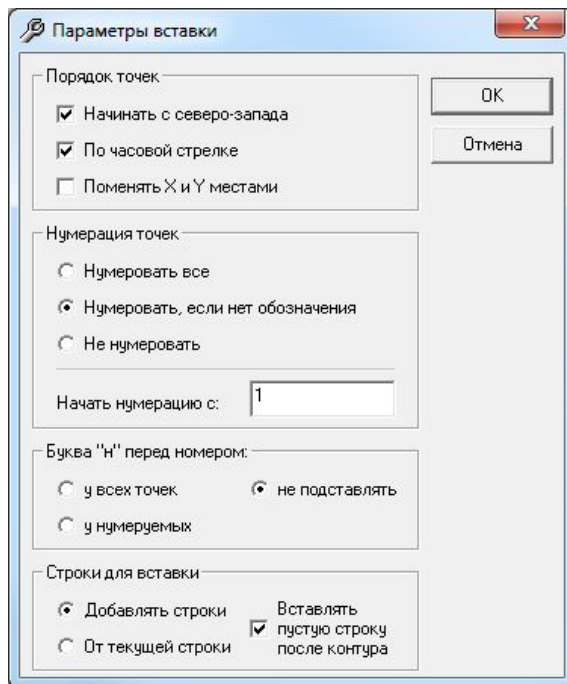 Параметры вставки
Порядок точек
Начинать с северо-запада
По часовой стрелке
Поменять X и Y местами
OK
Отмена
Нумерация точек
Нумеровать все
Нумеровать, если нет обозначения
Не нумеровать
Начать нумерацию с: 1
Буква "н" перед номером:
у всех точек
не подставлять
у нумеруемых
Строки для вставки
Добавлять строки
От текущей строки
Вставлять
пустую строку
после контура